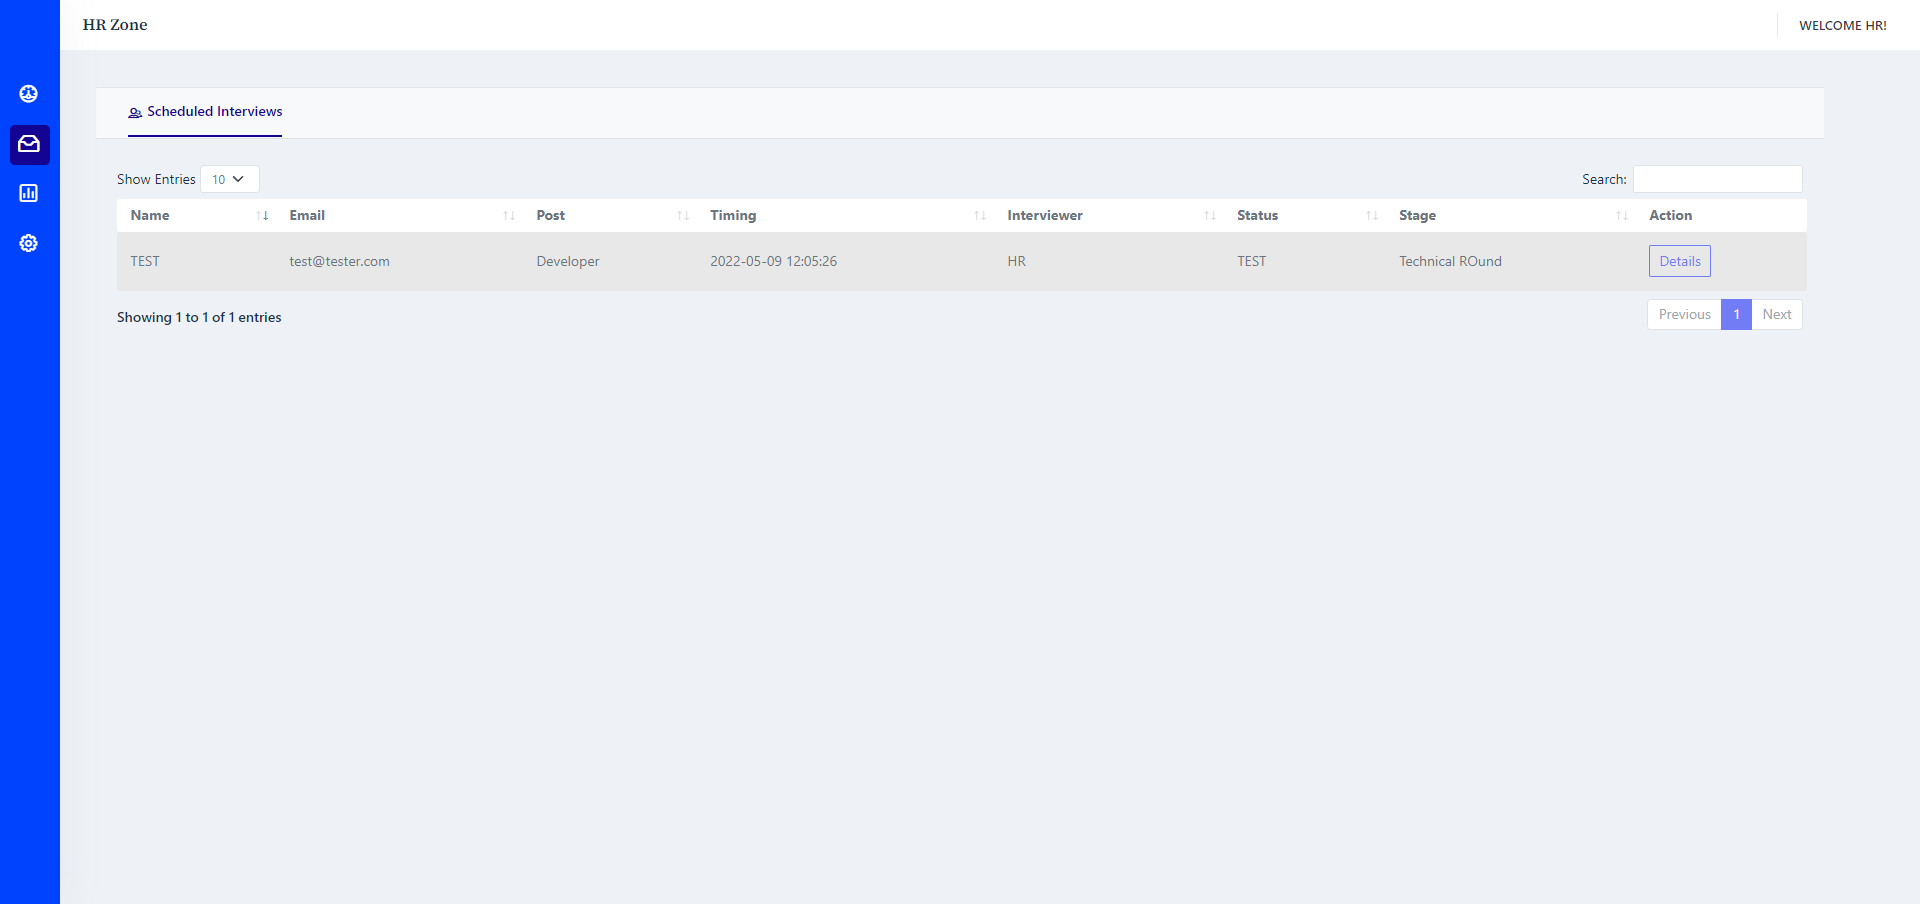 HR Zone
WELCOME HR!
Scheduled Interviews
Show Entries 10
Search:
Name Email Post Timing Interviewer Status Stage Action
TEST test@tester.com Developer 2022-05-09 12:05:26 HR TEST Technical ROund Details
Showing 1 to 1 of 1 entries
Previous 1 Next